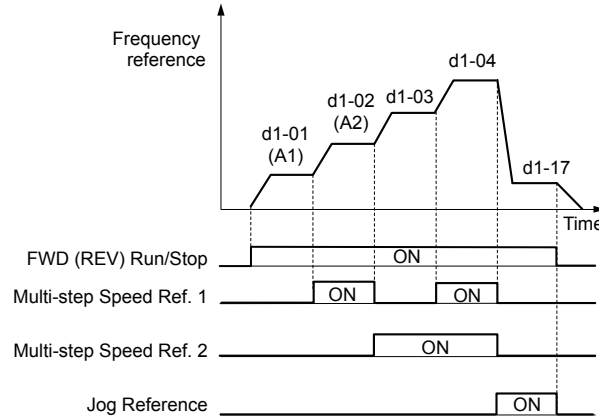 Frequency
reference
d1-01
(A1)
d1-02
(A2)
d1-03
d1-04
d1-17
Time
FWD (REV) Run/Stop
ON
Multi-step Speed Ref. 1
ON
ON
Multi-step Speed Ref. 2
ON
Jog Reference
ON